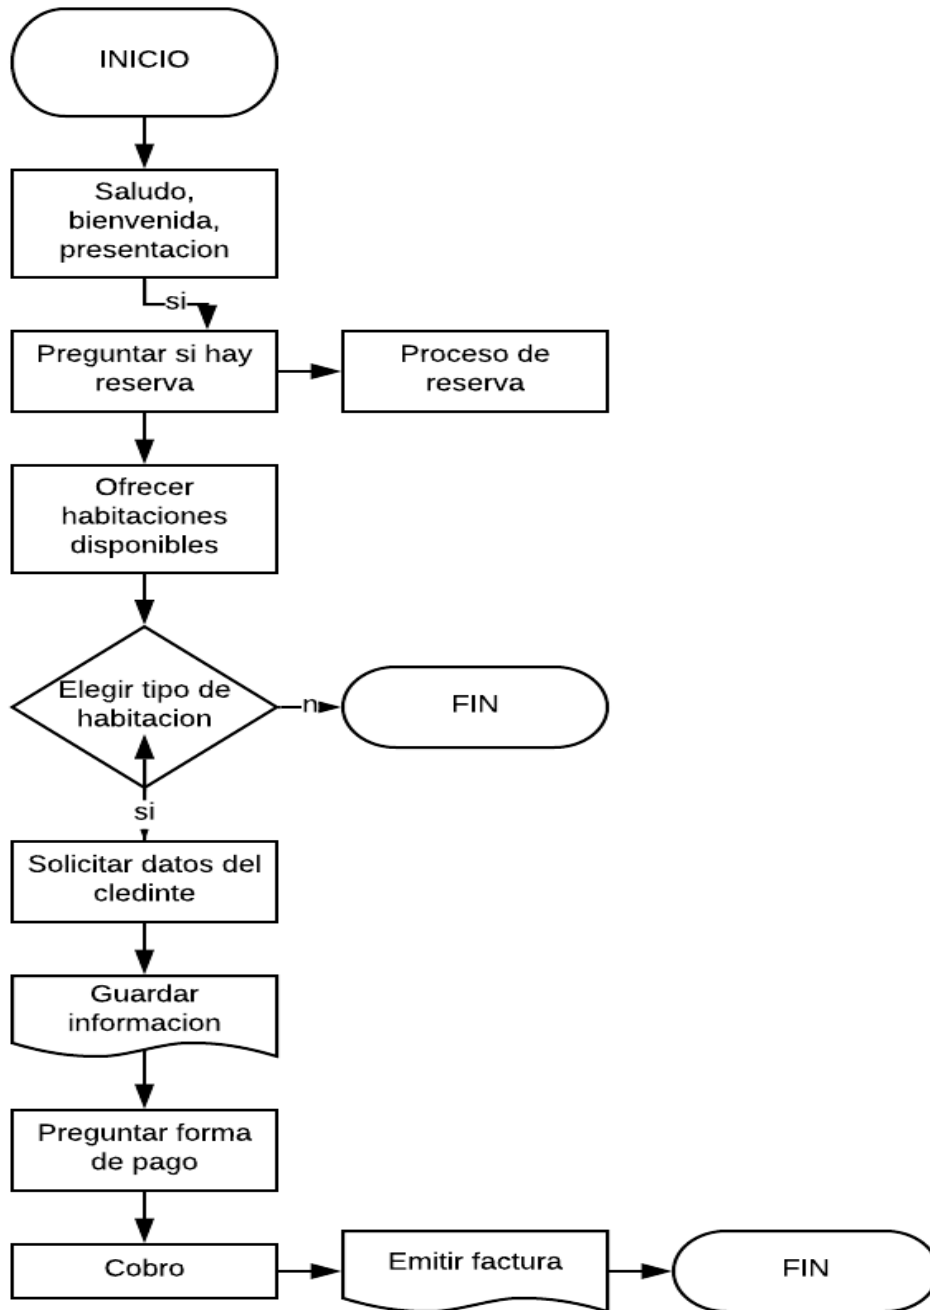 INICIO
Saludo,
bienvenida,
presentacion
si
Preguntar si hay
reserva
Proceso de
reserva
Ofrecer
habitaciones
disponibles
Elegir tipo de
habitacion
n
FIN
si
Solicitar datos del
cledinte
Guardar
informacion
Preguntar forma
de pago
Cobro
Emitir factura
FIN